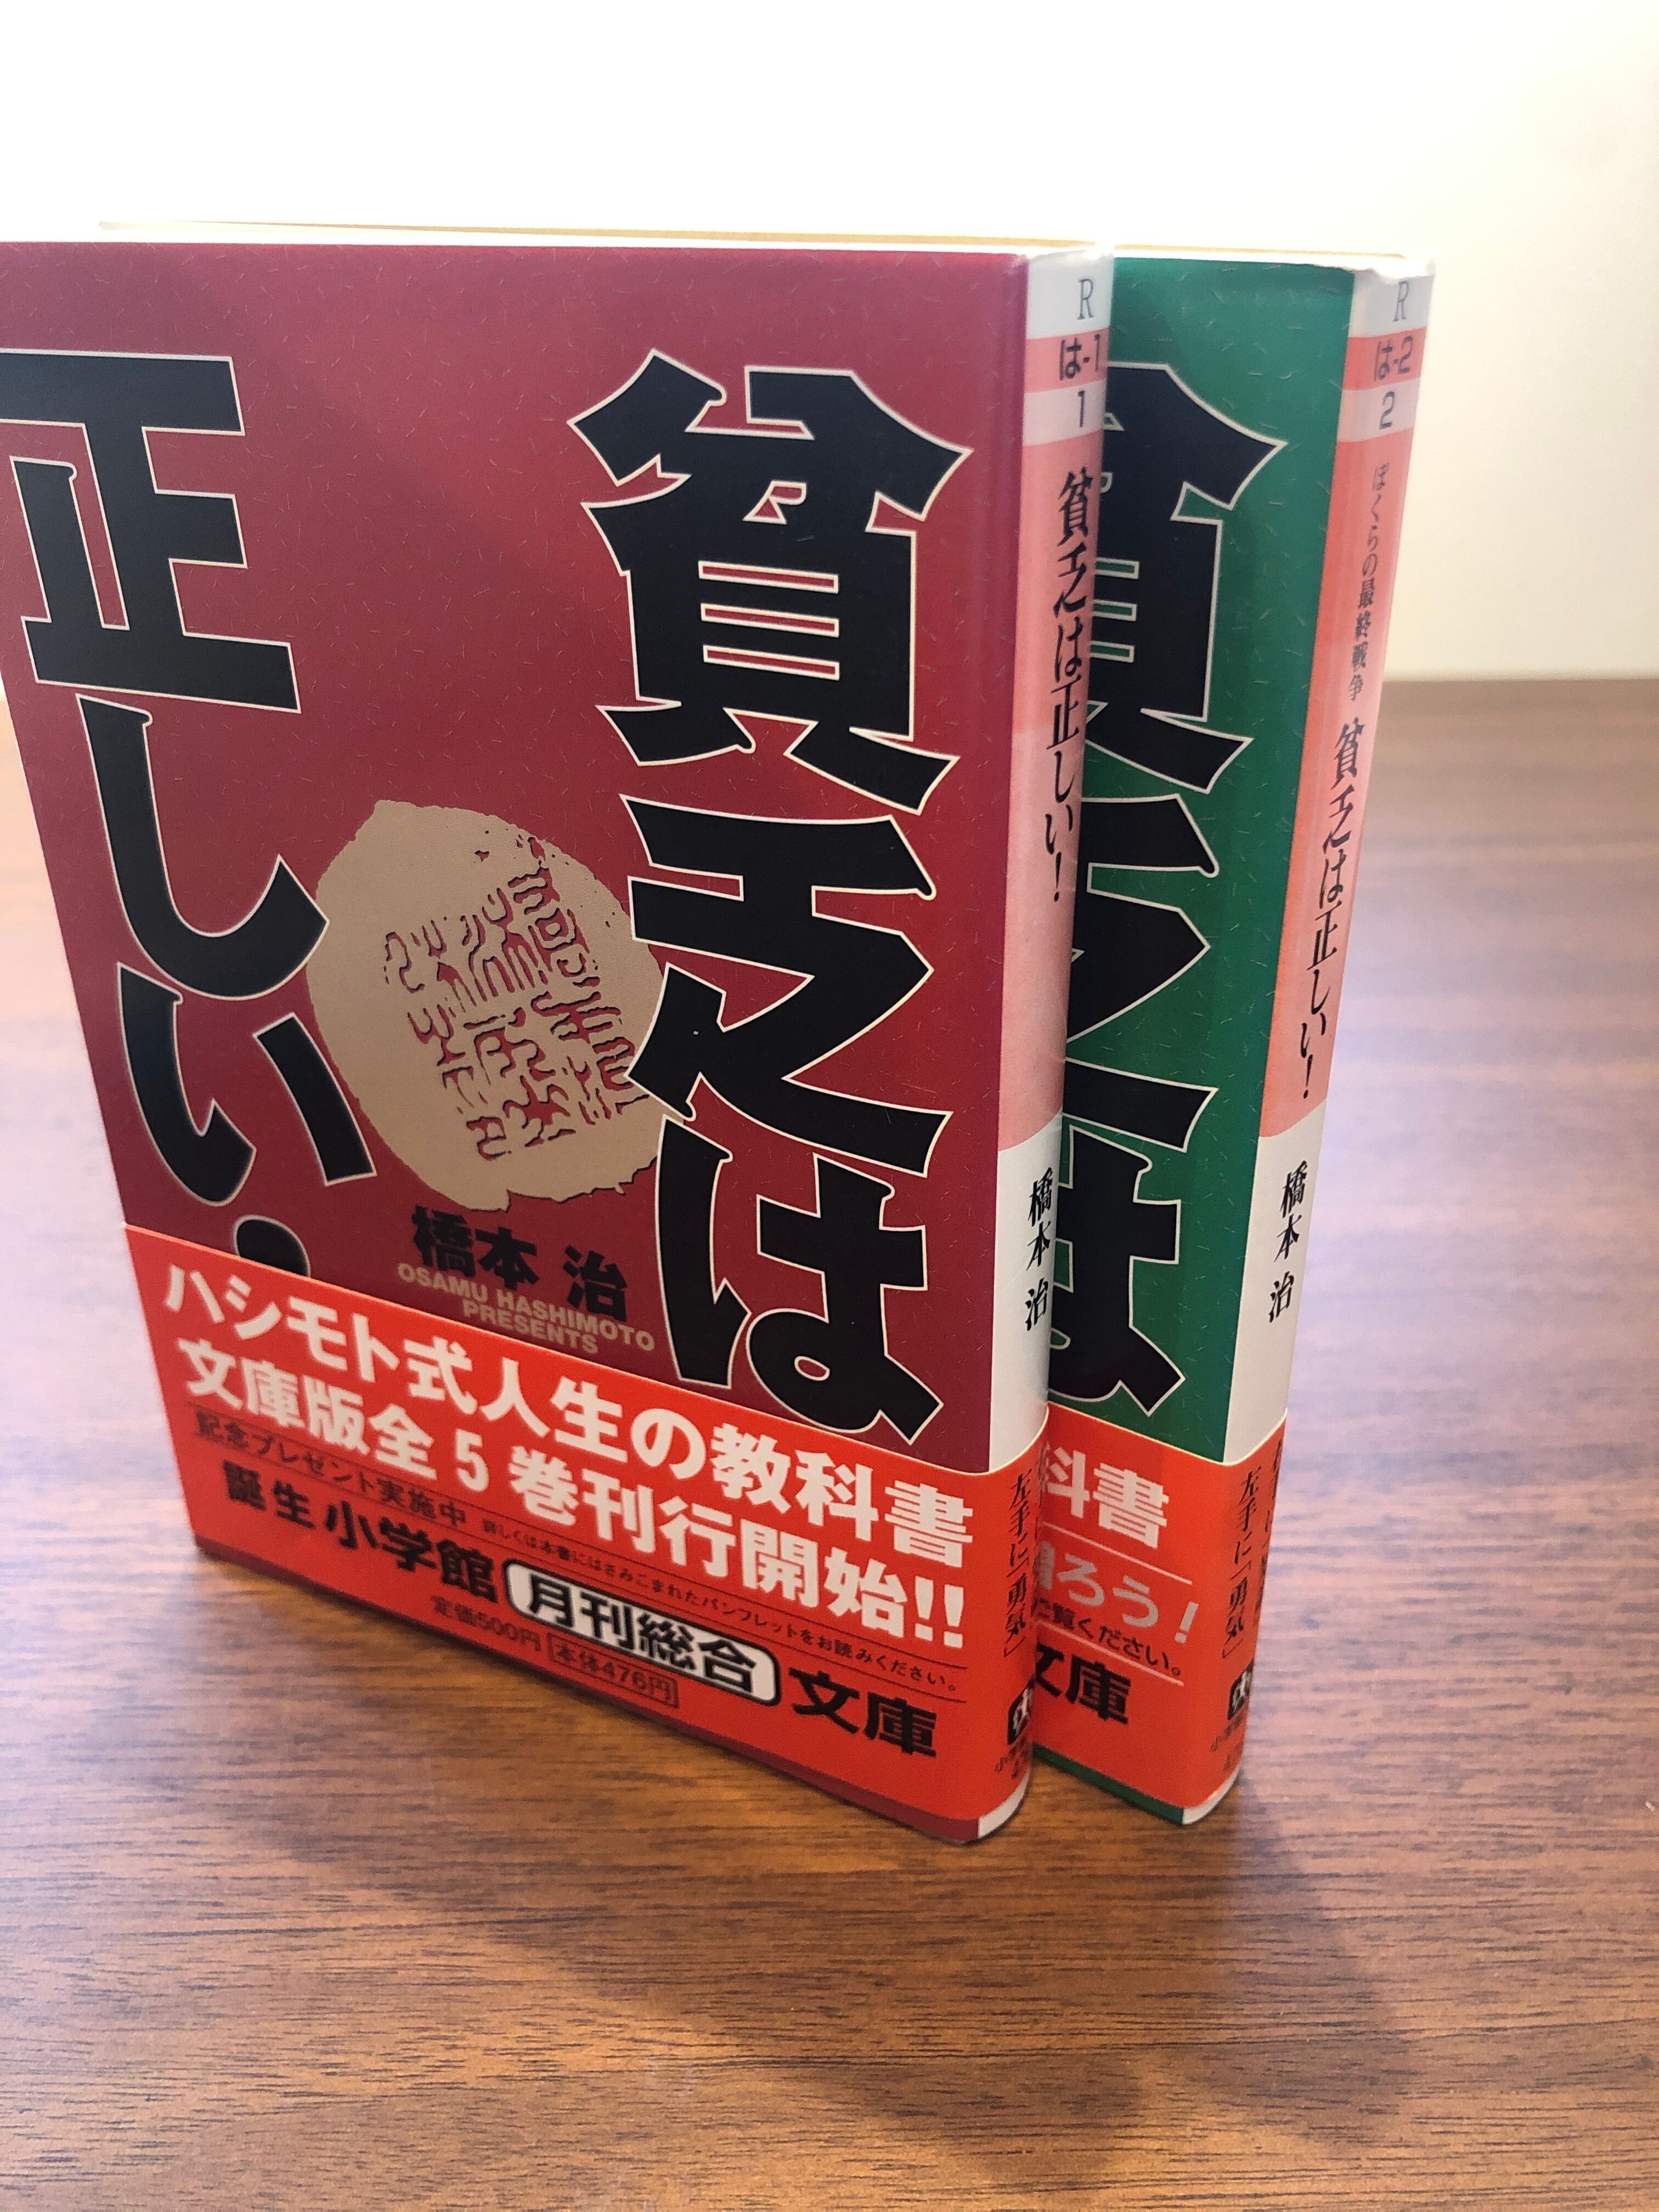 貧乏は
正しい
橋本 治
OSAMU HASHIMOTO
PRESENTS
ハシモト式人生の教科書
文庫版全5巻刊行開始!!
記念プレゼント実施中 詳しくは本書にはさみこまれたパンフレットをお読みください。
誕生 小学館 月刊総合 文庫
定価500円 本体476円
R
は-1
1
貧乏は正しい!
橋本 治
左手に「勇気」
貧乏は
科書
ろう!
ご覧ください。
文庫
R
は-2
2
ぼくらの最終戦争 貧乏は正しい!
橋本 治
左手に「勇気」